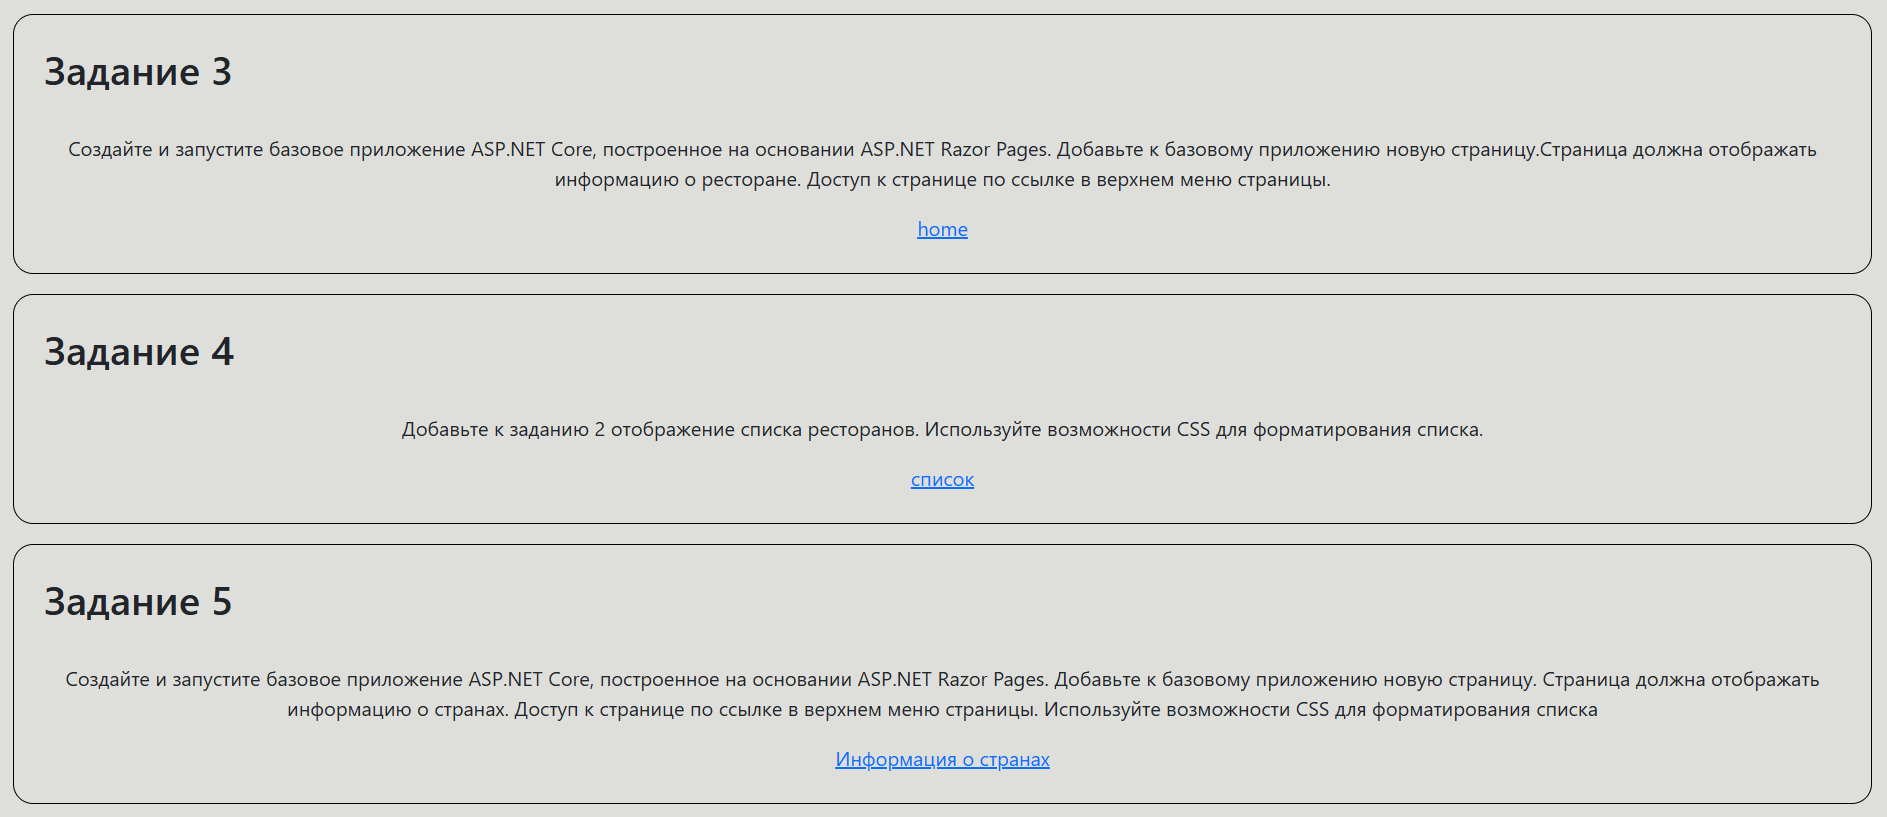 Задание 3
Создайте и запустите базовое приложение ASP.NET Core, построенное на основании ASP.NET Razor Pages. Добавьте к базовому приложению новую страницу.Страница должна отображать
информацию о ресторане. Доступ к странице по ссылке в верхнем меню страницы.
home
Задание 4
Добавьте к заданию 2 отображение списка ресторанов. Используйте возможности CSS для форматирования списка.
список
Задание 5
Создайте и запустите базовое приложение ASP.NET Core, построенное на основании ASP.NET Razor Pages. Добавьте к базовому приложению новую страницу. Страница должна отображать
информацию о странах. Доступ к странице по ссылке в верхнем меню страницы. Используйте возможности CSS для форматирования списка
Информация о странах